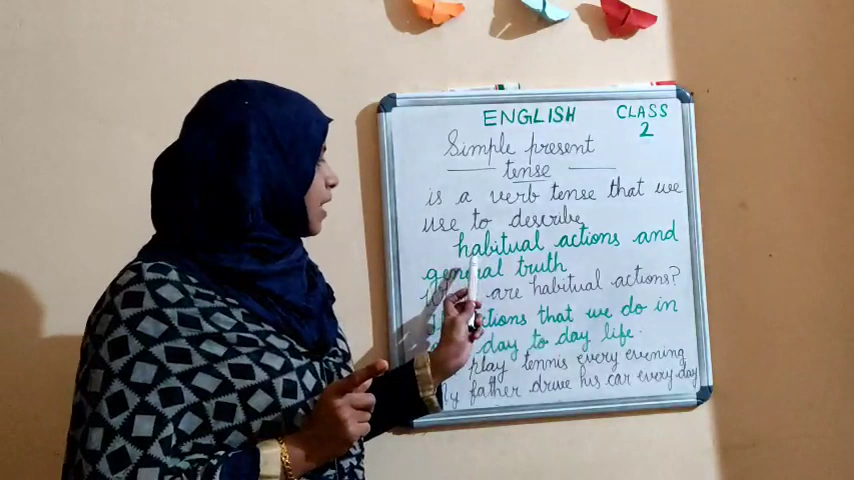 ENGLISH
CLASS
2
Simple present
tense
is a verb tense that we
use to describe
habitual actions and
general truth
are habitual actions?
actions that we do in
day to day life.
play tennis every evening
My father drive his car every day